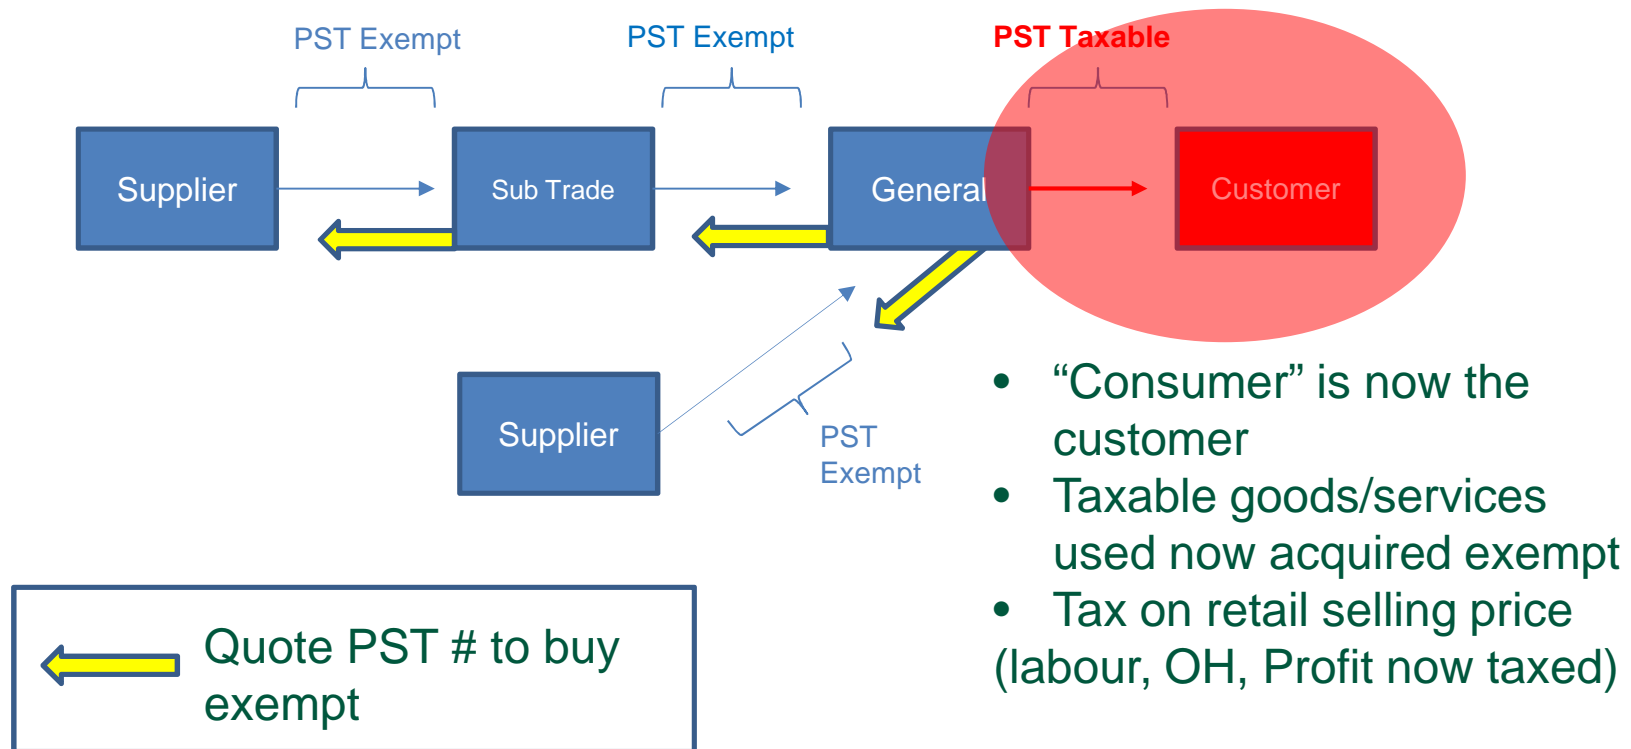 PST Exempt
PST Exempt
PST Taxable
Supplier
Sub Trade
General
Customer
Supplier
PST
Exempt
• “Consumer” is now the
customer
• Taxable goods/services
used now acquired exempt
• Tax on retail selling price
(labour, OH, Profit now taxed)
Quote PST # to buy
exempt